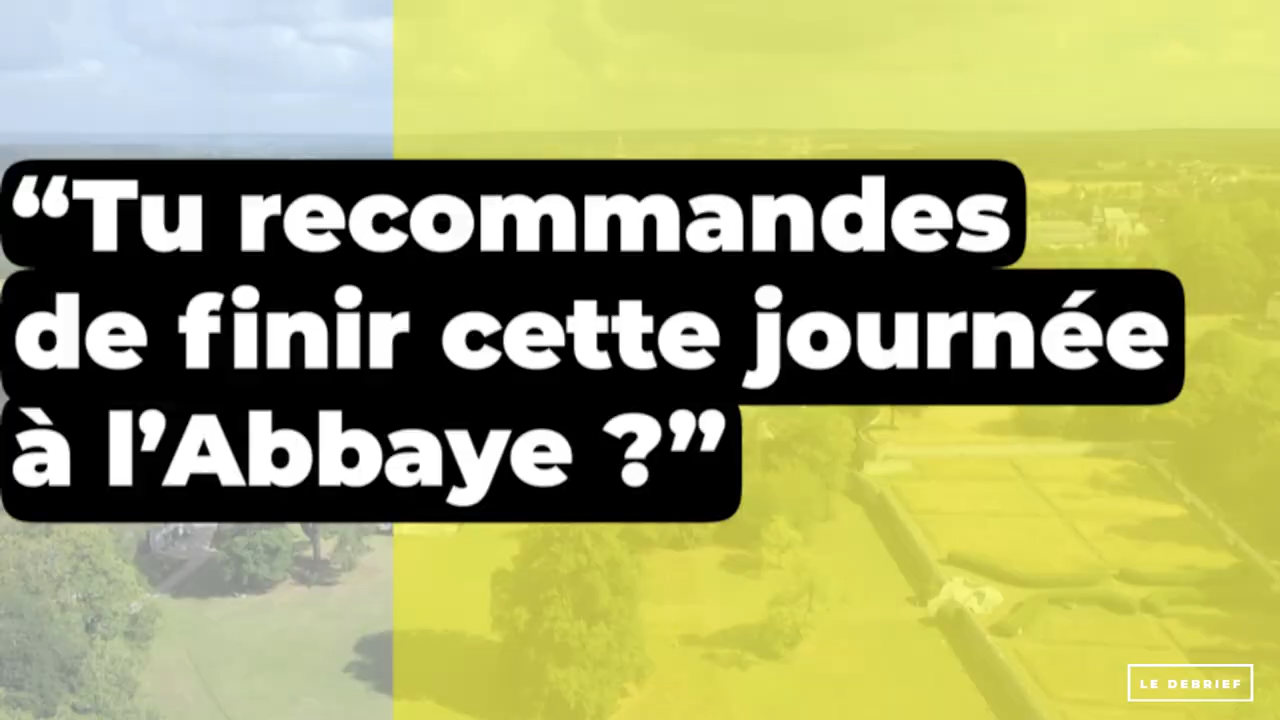 “Tu recommandes
de finir cette journée
à l’Abbaye ?”
LE DEBRIEF